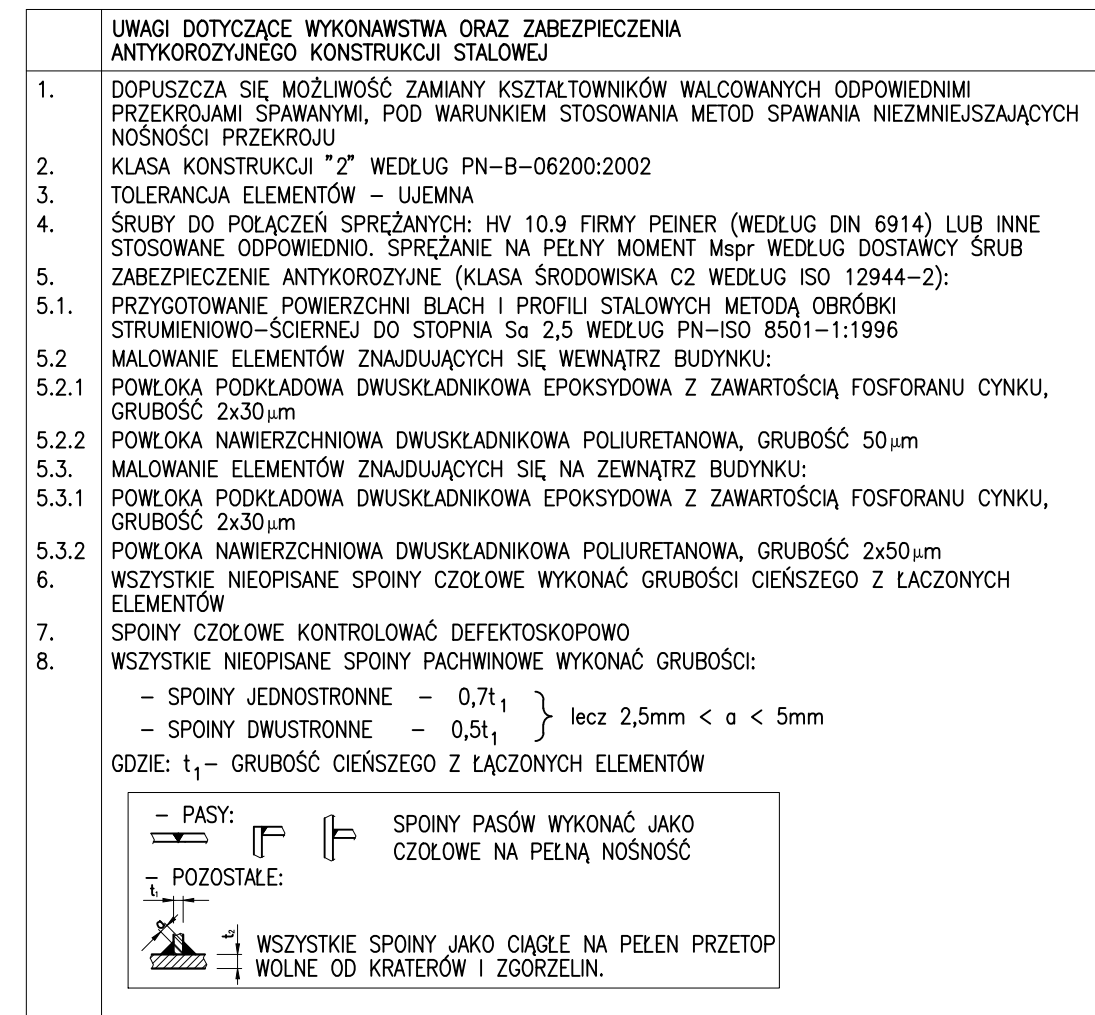 UWAGI DOTYCZĄCE WYKONAWSTWA ORAZ ZABEZPIECZENIA
ANTYKOROZYJNEGO KONSTRUKCJI STALOWEJ
1. DOPUSZCZA SIĘ MOŻLIWOŚĆ ZAMIANY KSZTAŁTOWNIKÓW WALCOWANYCH ODPOWIEDNIMI
PRZEKROJAMI SPAWANYMI, POD WARUNKIEM STOSOWANIA METOD SPAWANIA NIEZMNIEJSZAJĄCYCH
NOŚNOŚCI PRZEKROJU
2. KLASA KONSTRUKCJI "2" WEDŁUG PN–B–06200:2002
3. TOLERANCJA ELEMENTÓW – UJEMNA
4. ŚRUBY DO POŁĄCZEŃ SPRĘŻANYCH: HV 10.9 FIRMY PEINER (WEDŁUG DIN 6914) LUB INNE
STOSOWANE ODPOWIEDNIO. SPRĘŻANIE NA PEŁNY MOMENT Mspr WEDŁUG DOSTAWCY ŚRUB
5. ZABEZPIECZENIE ANTYKOROZYJNE (KLASA ŚRODOWISKA C2 WEDŁUG ISO 12944–2):
5.1. PRZYGOTOWANIE POWIERZCHNI BLACH I PROFILI STALOWYCH METODĄ OBRÓBKI
STRUMIENIOWO–ŚCIERNEJ DO STOPNIA Sa 2,5 WEDŁUG PN–ISO 8501–1:1996
5.2 MALOWANIE ELEMENTÓW ZNAJDUJĄCYCH SIĘ WEWNĄTRZ BUDYNKU:
5.2.1 POWŁOKA PODKŁADOWA DWUSKŁADNIKOWA EPOKSYDOWA Z ZAWARTOŚCIĄ FOSFORANU CYNKU,
GRUBOŚĆ 2x30µm
5.2.2 POWŁOKA NAWIERZCHNIOWA DWUSKŁADNIKOWA POLIURETANOWA, GRUBOŚĆ 50µm
5.3. MALOWANIE ELEMENTÓW ZNAJDUJĄCYCH SIĘ NA ZEWNĄTRZ BUDYNKU:
5.3.1 POWŁOKA PODKŁADOWA DWUSKŁADNIKOWA EPOKSYDOWA Z ZAWARTOŚCIĄ FOSFORANU CYNKU,
GRUBOŚĆ 2x30µm
5.3.2 POWŁOKA NAWIERZCHNIOWA DWUSKŁADNIKOWA POLIURETANOWA, GRUBOŚĆ 2x50µm
6. WSZYSTKIE NIEOPISANE SPOINY CZOŁOWE WYKONAĆ GRUBOŚCI CIEŃSZEGO Z ŁACZONYCH
ELEMENTÓW
7. SPOINY CZOŁOWE KONTROLOWAĆ DEFEKTOSKOPOWO
8. WSZYSTKIE NIEOPISANE SPOINY PACHWINOWE WYKONAĆ GRUBOŚCI:
– SPOINY JEDNOSTRONNE – 0,7t₁
– SPOINY DWUSTRONNE – 0,5t₁
lecz 2,5mm < a < 5mm
GDZIE: t₁– GRUBOŚĆ CIEŃSZEGO Z ŁĄCZONYCH ELEMENTÓW
– PASY:
SPOINY PASÓW WYKONAĆ JAKO
CZOŁOWE NA PEŁNĄ NOŚNOŚĆ
– POZOSTAŁE:
t₁
a
t₂
WSZYSTKIE SPOINY JAKO CIĄGŁE NA PEŁEN PRZETOP
WOLNE OD KRATERÓW I ZGORZELIN.